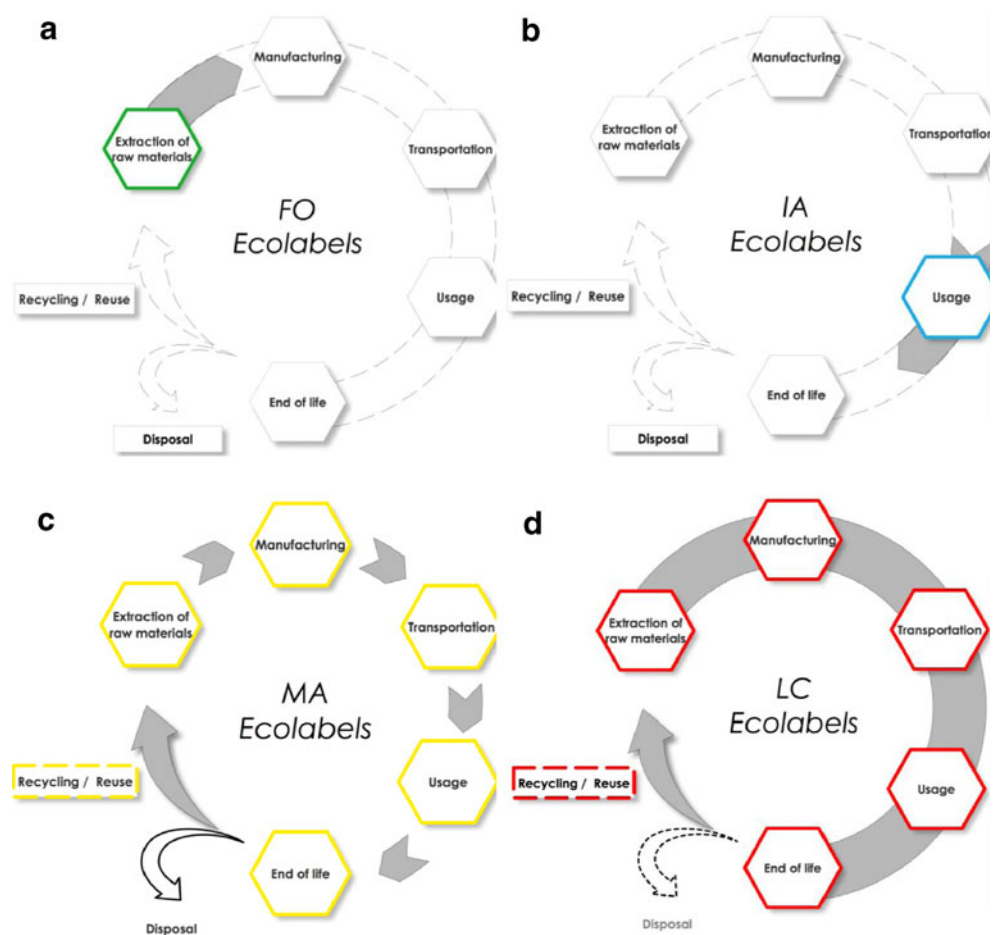 a
Manufacturing
Extraction of
raw materials
Transportation
FO
Ecolabels
Recycling / Reuse
Usage
End of life
Disposal
b
Manufacturing
Extraction of
raw materials
Transportation
IA
Ecolabels
Recycling / Reuse
Usage
End of life
Disposal
c
Manufacturing
Extraction of
raw materials
Transportation
MA
Ecolabels
Recycling / Reuse
Usage
End of life
Disposal
d
Manufacturing
Extraction of
raw materials
Transportation
LC
Ecolabels
Recycling / Reuse
Usage
End of life
Disposal